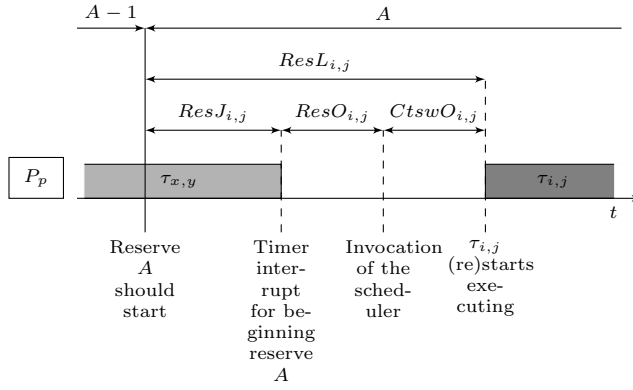 A − 1
A
ResL_{i,j}
ResJ_{i,j} ResO_{i,j} CtswO_{i,j}
P_p
τ_{x,y}
τ_{i,j}
t
Reserve
A
should
start
Timer
inter-
rupt
for be-
ginning
reserve
A
Invocation
of the
sched-
uler
τ_{i,j}
(re)starts
exe-
cuting